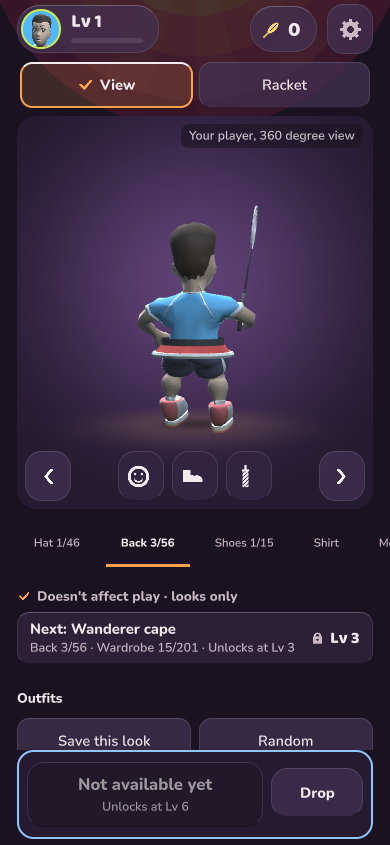 Lv 1
0
View
Racket
Your player, 360 degree view
Hat 1/46
Back 3/56
Shoes 1/15
Shirt
Doesn't affect play · looks only
Next: Wanderer cape
Back 3/56 · Wardrobe 15/201 · Unlocks at Lv 3
Lv 3
Outfits
Save this look
Random
Not available yet
Unlocks at Lv 6
Drop